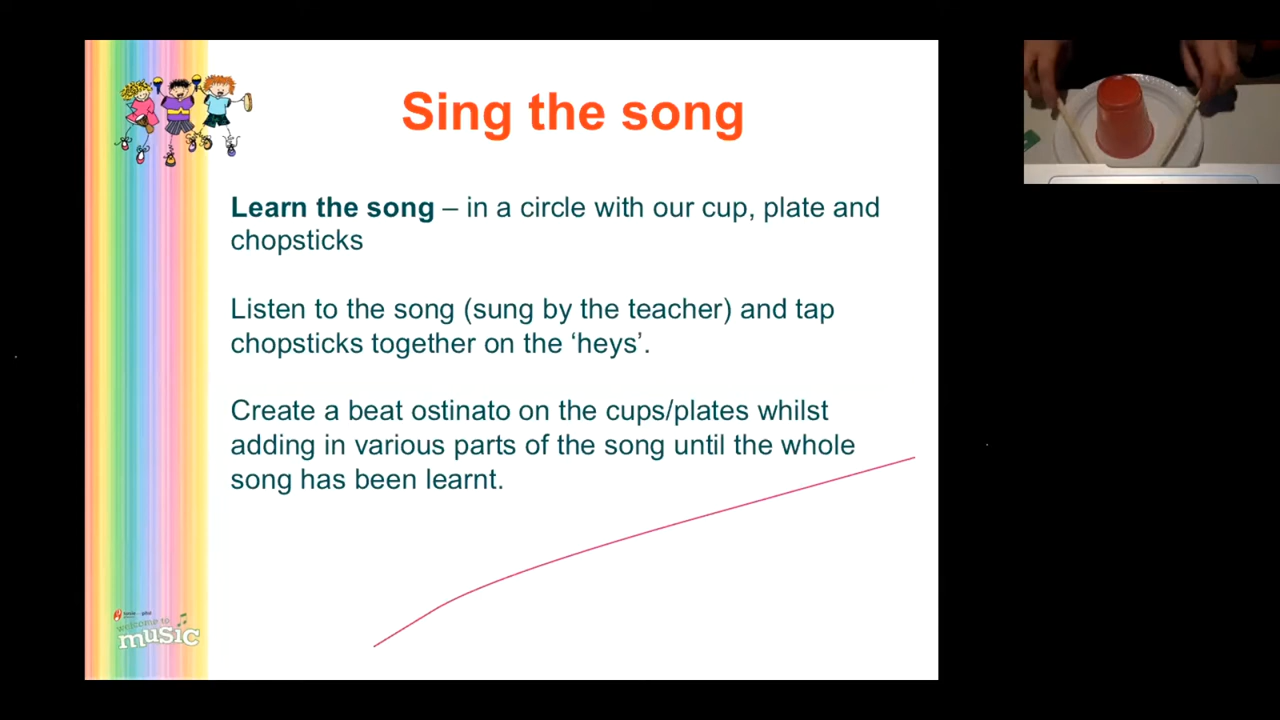 Sing the song
Learn the song – in a circle with our cup, plate and
chopsticks
Listen to the song (sung by the teacher) and tap
chopsticks together on the ‘heys’.
Create a beat ostinato on the cups/plates whilst
adding in various parts of the song until the whole
song has been learnt.
welcome to
music